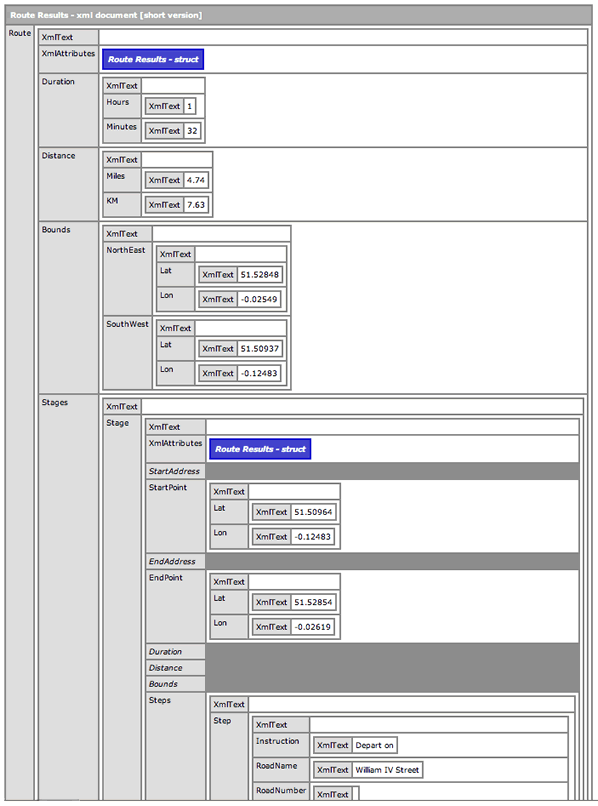 Route Results - xml document [short version]
Route
XmlText
XmlAttributes
Route Results - struct
Duration
XmlText
Hours
XmlText 1
Minutes
XmlText 32
Distance
XmlText
Miles
XmlText 4.74
KM
XmlText 7.63
Bounds
XmlText
NorthEast
XmlText
Lat
XmlText 51.52848
Lon
XmlText -0.02549
SouthWest
XmlText
Lat
XmlText 51.50937
Lon
XmlText -0.12483
Stages
XmlText
Stage
XmlText
XmlAttributes
Route Results - struct
StartAddress
StartPoint
XmlText
Lat
XmlText 51.50964
Lon
XmlText -0.12483
EndAddress
EndPoint
XmlText
Lat
XmlText 51.52854
Lon
XmlText -0.02619
Duration
Distance
Bounds
Steps
XmlText
Step
XmlText
Instruction
XmlText Depart on
RoadName
XmlText William IV Street
RoadNumber
XmlText